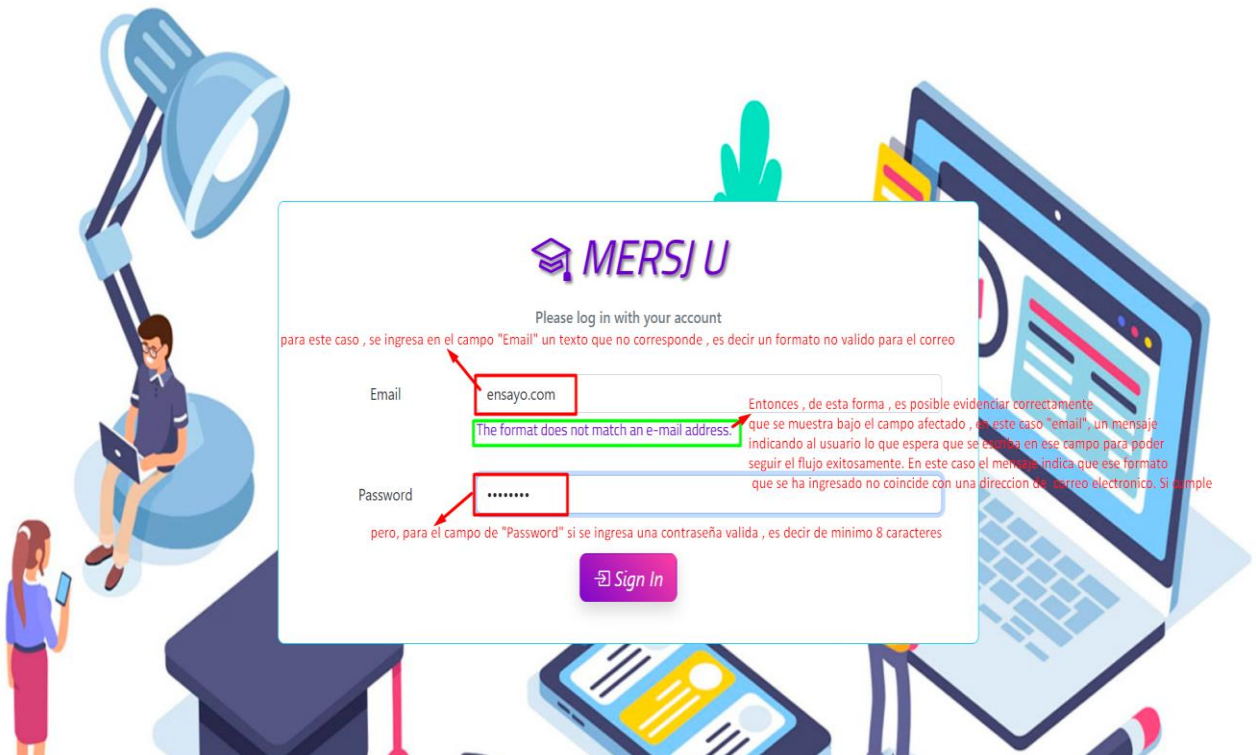 MERSJ U
Please log in with your account
para este caso , se ingresa en el campo "Email" un texto que no corresponde , es decir un formato no valido para el correo
Email
ensayo.com
The format does not match an e-mail address.
Entonces , de esta forma , es posible evidenciar correctamente
que se muestra bajo el campo afectado , en este caso "email", un mensaje
indicando al usuario lo que espera que se escriba en ese campo para poder
seguir el flujo exitosamente. En este caso el mensaje indica que ese formato
que se ha ingresado no coincide con una direccion de correo electronico. Si cumple
Password
••••••••
pero, para el campo de "Password" si se ingresa una contraseña valida , es decir de minimo 8 caracteres
Sign In